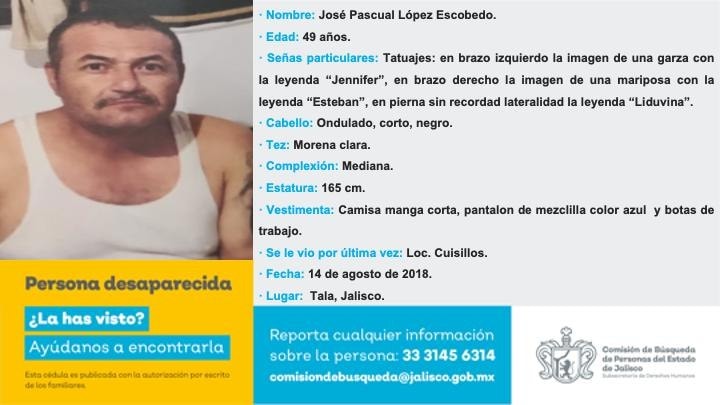 · Nombre: José Pascual López Escobedo.
· Edad: 49 años.
· Señas particulares: Tatuajes: en brazo izquierdo la imagen de una garza con
la leyenda “Jennifer”, en brazo derecho la imagen de una mariposa con la
leyenda “Esteban”, en pierna sin recordad lateralidad la leyenda “Liduvina”.
· Cabello: Ondulado, corto, negro.
· Tez: Morena clara.
· Complexión: Mediana.
· Estatura: 165 cm.
· Vestimenta: Camisa manga corta, pantalon de mezclilla color azul y botas de
trabajo.
· Se le vio por última vez: Loc. Cuisillos.
· Fecha: 14 de agosto de 2018.
· Lugar: Tala, Jalisco.
Persona desaparecida
¿La has visto?
Ayúdanos a encontrarla
Esta cédula es publicada con la autorización por escrito
de los familiares.
Reporta cualquier información
sobre la persona: 33 3145 6314
comisiondebusqueda@jalisco.gob.mx
Comisión de Búsqueda
de Personas del Estado
de Jalisco
Subsecretaría de Derechos Humanos